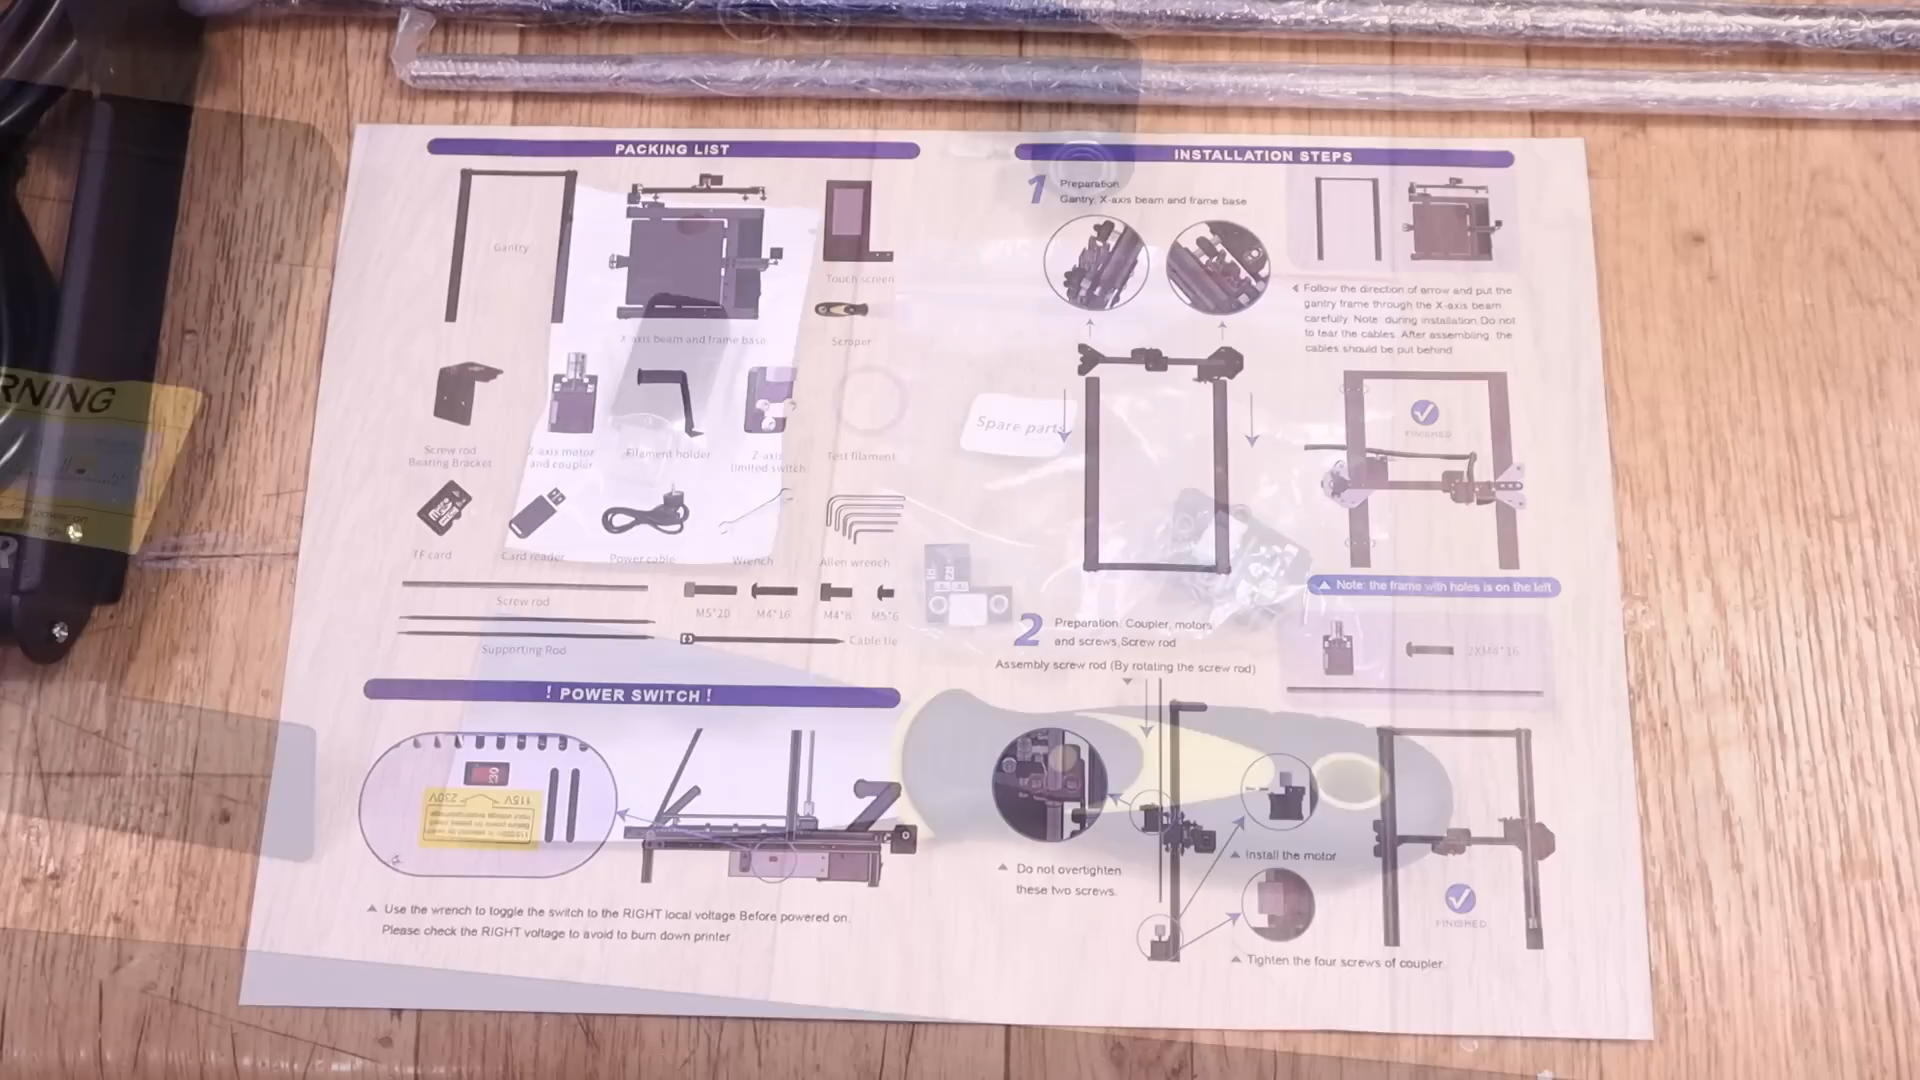 PACKING LIST
Gantry
X axis beam and frame base
Touch screen
Scraper
Screw rod
Bearing Bracket
Z-axis motor
and coupler
Filament holder
Z-axis
limited switch
Test filament
TF card
Card reader
Power cable
Wrench
Allen wrench
Screw rod
M5*20
M4*16
M4*8
M5*6
Supporting Rod
Cable tie
! POWER SWITCH !
230
115V
230V
▲ Use the wrench to toggle the switch to the RIGHT local voltage Before powered on.
Please check the RIGHT voltage to avoid to burn down printer
INSTALLATION STEPS
1 Preparation
Gantry, X-axis beam and frame base
Follow the direction of arrow and put the
gantry frame through the X-axis beam
carefully. Note: during installation Do not
to tear the cables. After assembling, the
cables should be put behind
FINISHED
▲ Note: the frame with holes is on the left
Spare parts
2 Preparation: Coupler, motors
and screws, Screw rod
Assembly screw rod (By rotating the screw rod)
2XM4*16
▲ Do not overtighten
these two screws.
▲ Install the motor
▲ Tighten the four screws of coupler
FINISHED
RNING